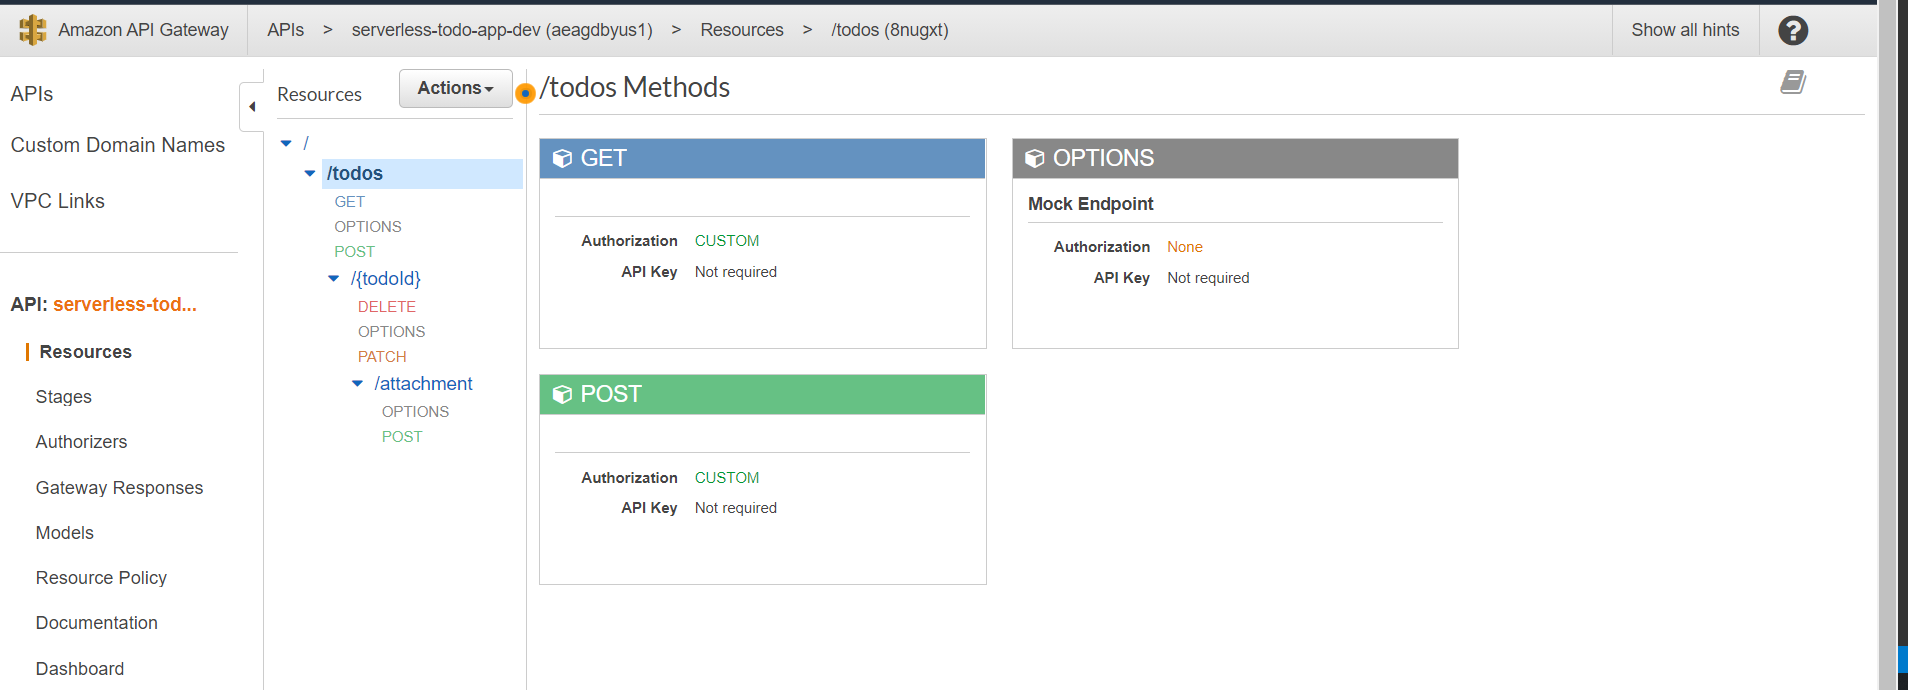 Amazon API Gateway
APIs > serverless-todo-app-dev (aeagdbyus1) > Resources > /todos (8nugxt)
Show all hints
?
APIs
Custom Domain Names
VPC Links
API: serverless-tod...
Resources
Stages
Authorizers
Gateway Responses
Models
Resource Policy
Documentation
Dashboard
Resources
Actions
/
/todos
GET
OPTIONS
POST
/{todoId}
DELETE
OPTIONS
PATCH
/attachment
OPTIONS
POST
/todos Methods
GET
Authorization CUSTOM
API Key Not required
OPTIONS
Mock Endpoint
Authorization None
API Key Not required
POST
Authorization CUSTOM
API Key Not required